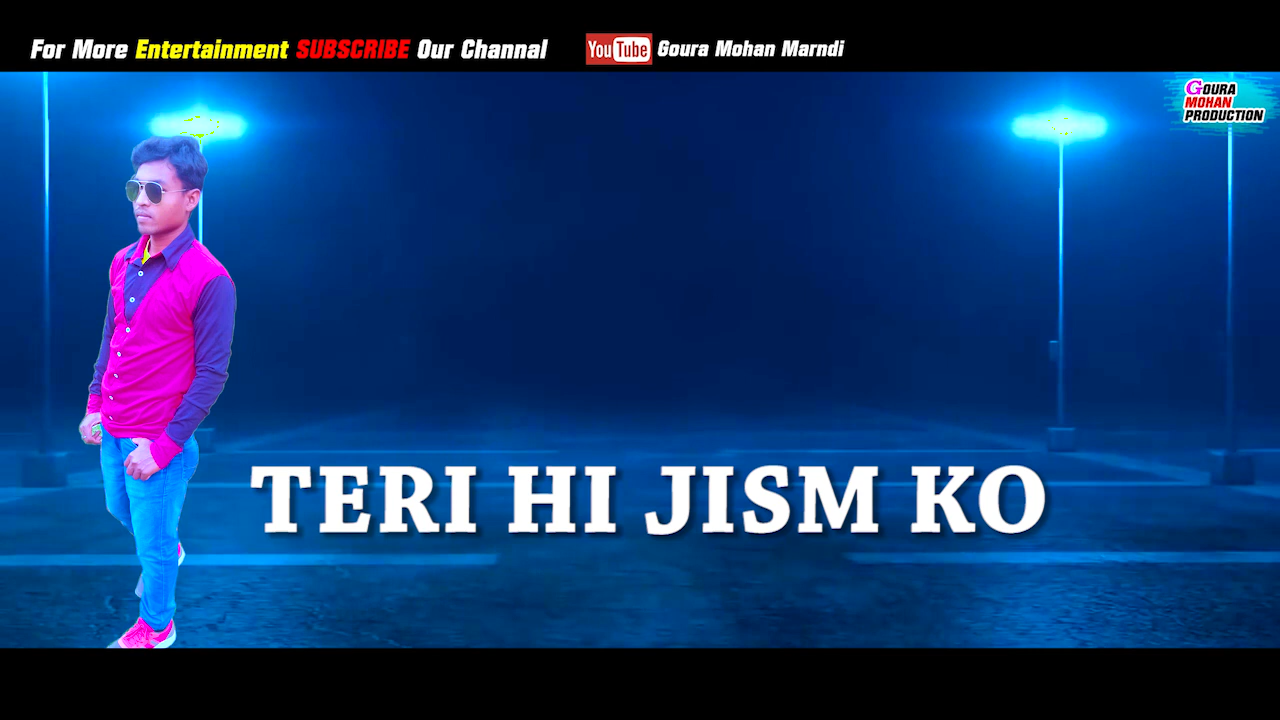 For More Entertainment SUBSCRIBE Our Channal
YouTube Goura Mohan Marndi
GOURA
MOHAN
PRODUCTION
TERI HI JISM KO